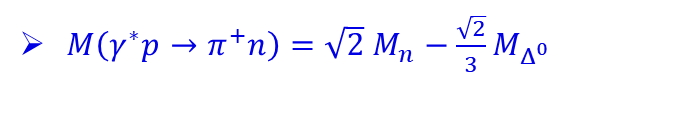 ➢ M(γ*p → π⁺n) = √2 Mₙ − √2/3 M_Δ⁰